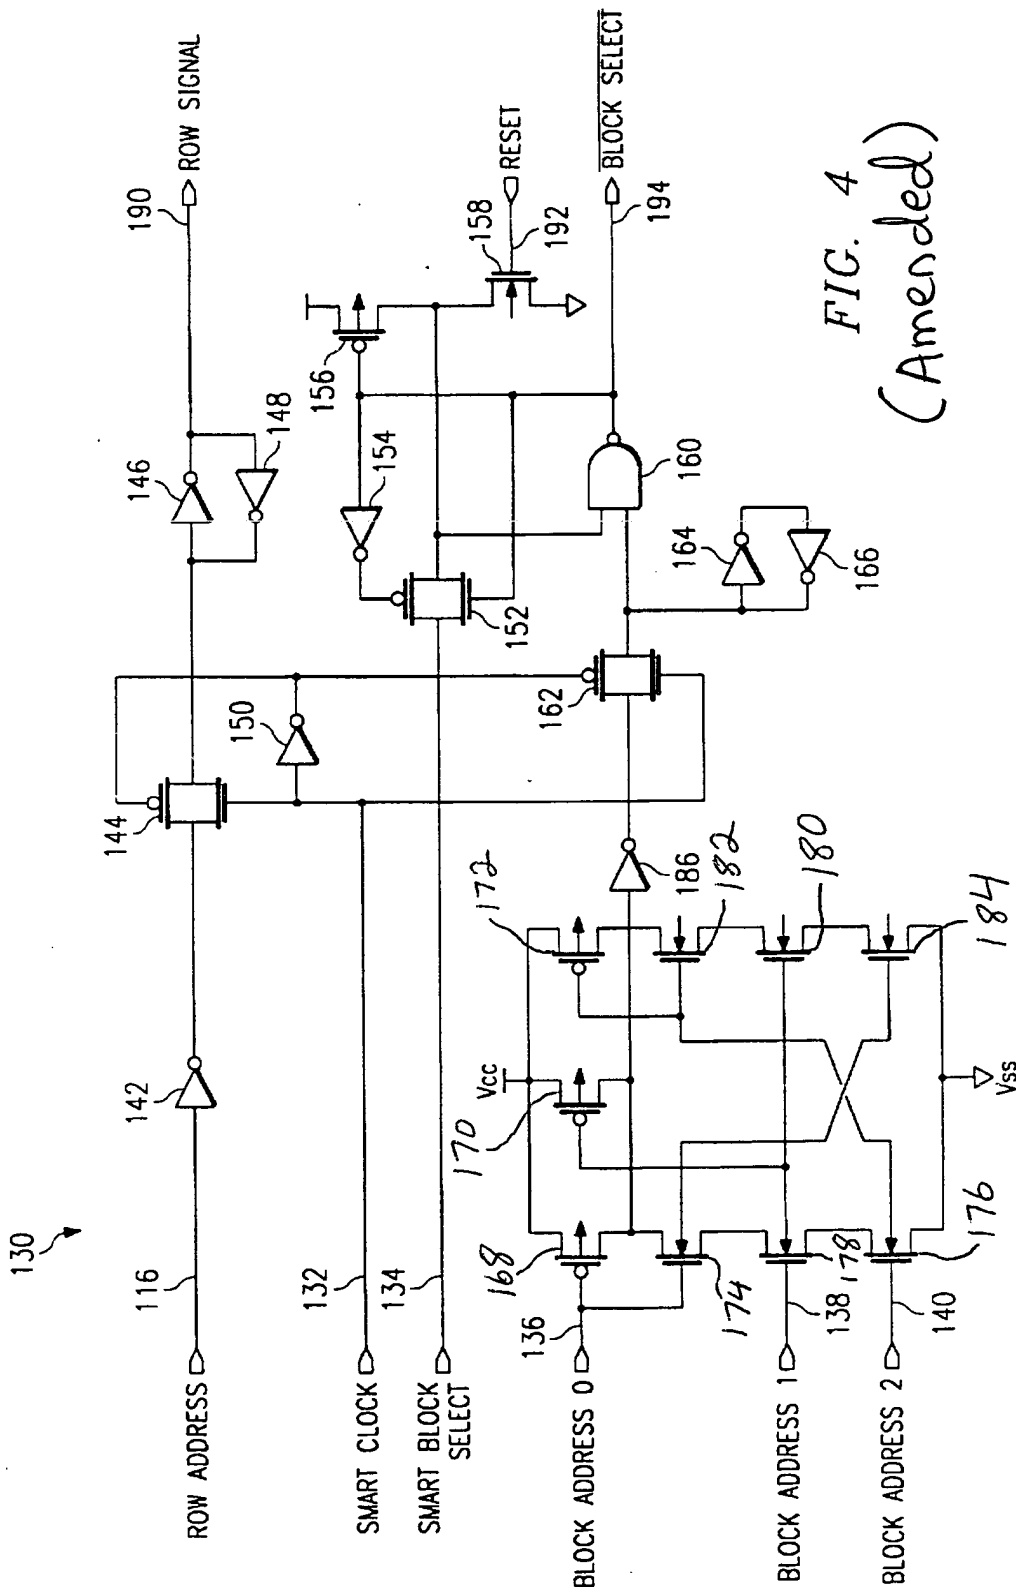 130
ROW ADDRESS
116
142
144
146
148
190
ROW SIGNAL
SMART CLOCK
132
150
SMART BLOCK
SELECT
134
152
154
156
158
192
RESET
BLOCK ADDRESS 0
136
168
170
172
Vcc
174
182
186
162
160
164
166
194
BLOCK SELECT
BLOCK ADDRESS 1
138
178
180
BLOCK ADDRESS 2
140
176
184
Vss
FIG. 4
(Amended)